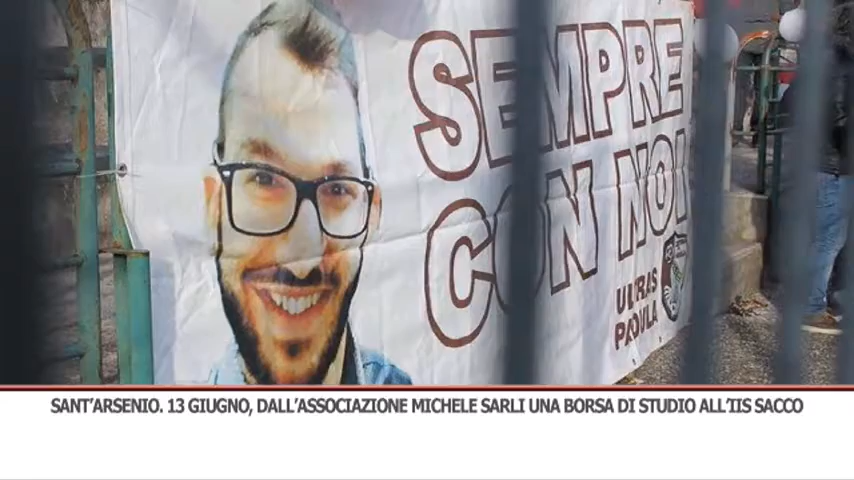 SEMPRE
CON NOI
ULTRAS
PADULA
SANT'ARSENIO. 13 GIUGNO, DALL'ASSOCIAZIONE MICHELE SARLI UNA BORSA DI STUDIO ALL'IIS SACCO